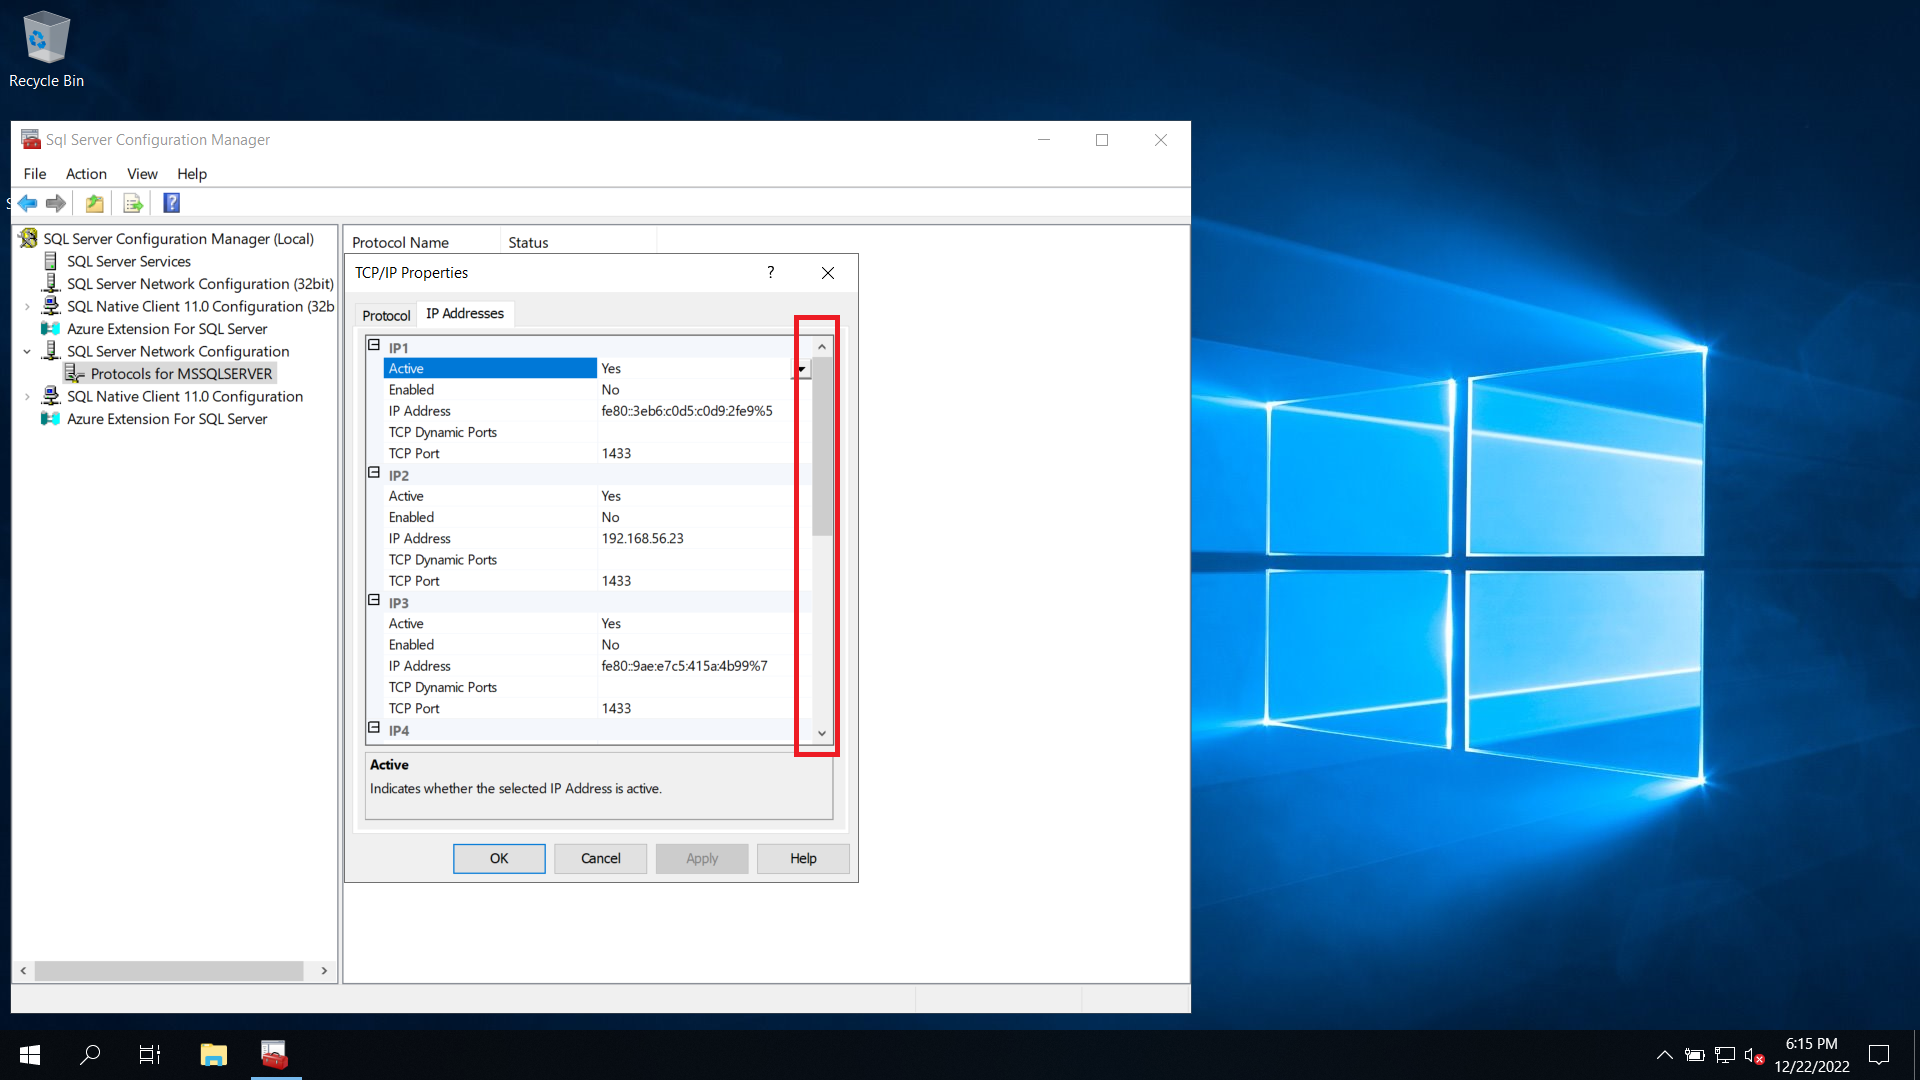 Recycle Bin
Sql Server Configuration Manager
File Action View Help
SQL Server Configuration Manager (Local)
SQL Server Services
SQL Server Network Configuration (32bit)
SQL Native Client 11.0 Configuration (32b
Azure Extension For SQL Server
SQL Server Network Configuration
Protocols for MSSQLSERVER
SQL Native Client 11.0 Configuration
Azure Extension For SQL Server
Protocol Name Status
TCP/IP Properties ?
Protocol IP Addresses
IP1
Active Yes
Enabled No
IP Address fe80::3eb6:c0d5:c0d9:2fe9%5
TCP Dynamic Ports
TCP Port 1433
IP2
Active Yes
Enabled No
IP Address 192.168.56.23
TCP Dynamic Ports
TCP Port 1433
IP3
Active Yes
Enabled No
IP Address fe80::9ae:e7c5:415a:4b99%7
TCP Dynamic Ports
TCP Port 1433
IP4
Active
Indicates whether the selected IP Address is active.
OK Cancel Apply Help
6:15 PM
12/22/2022